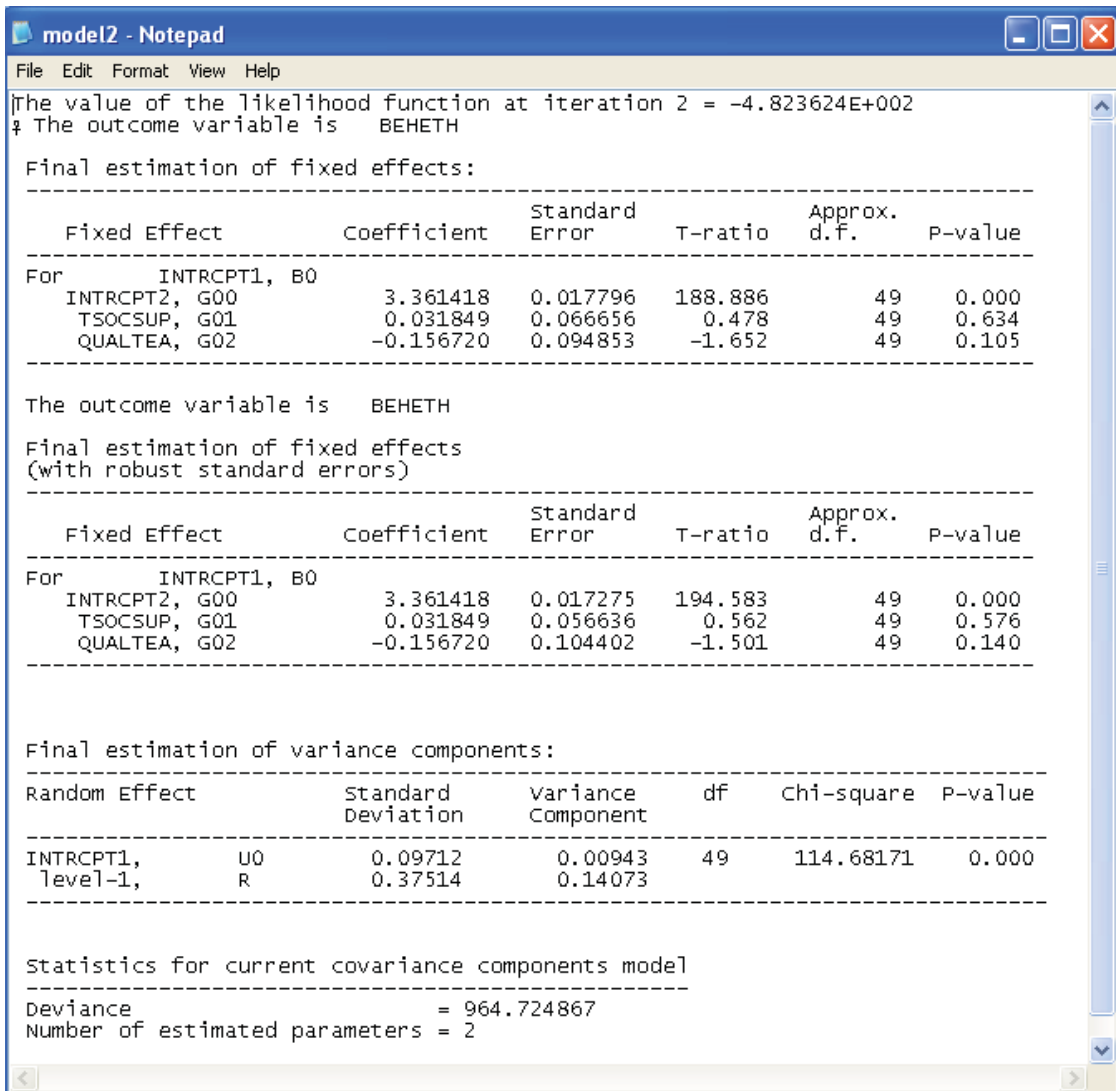 model2 - Notepad
File Edit Format View Help
The value of the likelihood function at iteration 2 = -4.823624E+002
The outcome variable is BEHETH
Final estimation of fixed effects:
----------------------------------------------------------------------------
Standard Approx.
Fixed Effect Coefficient Error T-ratio d.f. P-value
----------------------------------------------------------------------------
For INTRCPT1, B0
INTRCPT2, G00 3.361418 0.017796 188.886 49 0.000
TSOCSUP, G01 0.031849 0.066656 0.478 49 0.634
QUALTEA, G02 -0.156720 0.094853 -1.652 49 0.105
----------------------------------------------------------------------------
The outcome variable is BEHETH
Final estimation of fixed effects
(with robust standard errors)
----------------------------------------------------------------------------
Standard Approx.
Fixed Effect Coefficient Error T-ratio d.f. P-value
----------------------------------------------------------------------------
For INTRCPT1, B0
INTRCPT2, G00 3.361418 0.017275 194.583 49 0.000
TSOCSUP, G01 0.031849 0.056636 0.562 49 0.576
QUALTEA, G02 -0.156720 0.104402 -1.501 49 0.140
----------------------------------------------------------------------------
Final estimation of variance components:
-----------------------------------------------------------------------------
Random Effect Standard Variance df Chi-square P-value
Deviation Component
-----------------------------------------------------------------------------
INTRCPT1, U0 0.09712 0.00943 49 114.68171 0.000
level-1, R 0.37514 0.14073
-----------------------------------------------------------------------------
Statistics for current covariance components model
--------------------------------------------------
Deviance = 964.724867
Number of estimated parameters = 2